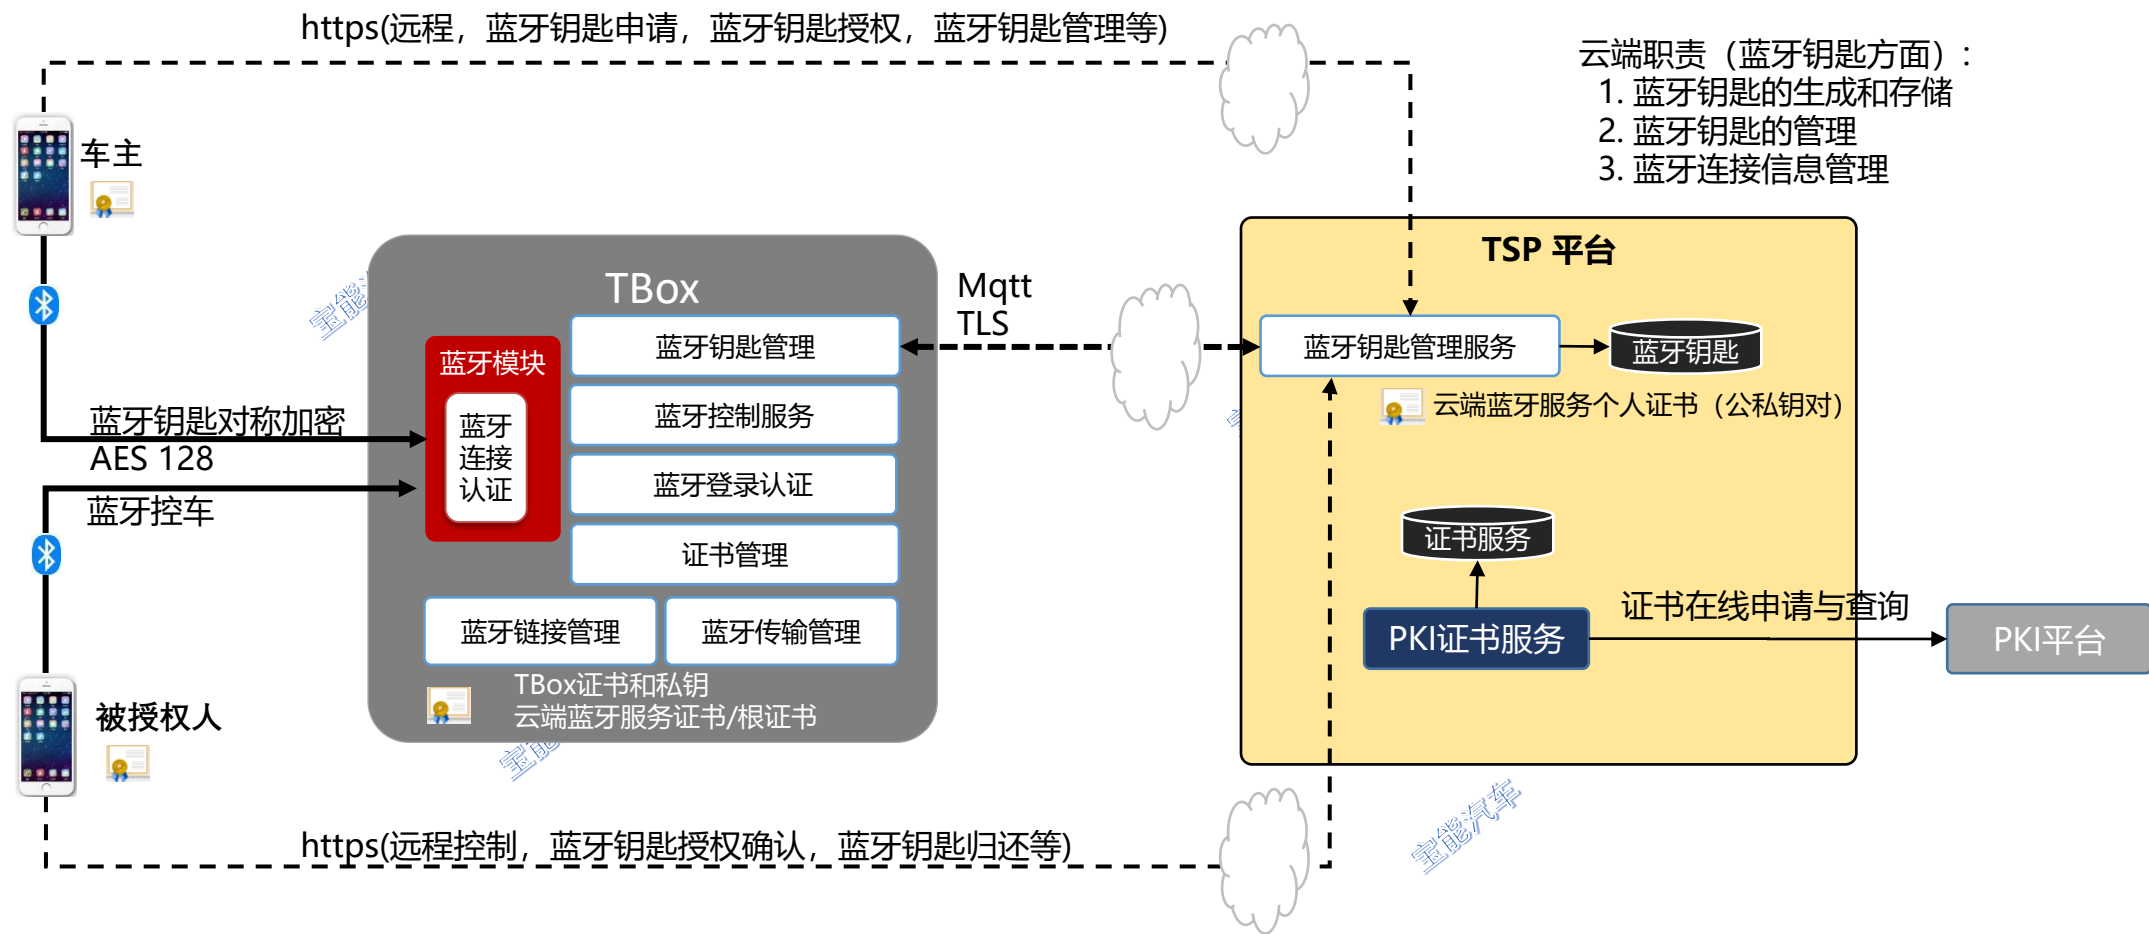 https(远程，蓝牙钥匙申请，蓝牙钥匙授权，蓝牙钥匙管理等)
云端职责（蓝牙钥匙方面）:
1. 蓝牙钥匙的生成和存储
2. 蓝牙钥匙的管理
3. 蓝牙连接信息管理
车主
TBox
Mqtt
TLS
TSP 平台
宝能汽
蓝牙模块
蓝牙
连接
认证
蓝牙钥匙管理
蓝牙控制服务
蓝牙登录认证
证书管理
蓝牙链接管理
蓝牙传输管理
蓝牙钥匙管理服务
蓝牙钥匙
云端蓝牙服务个人证书（公私钥对）
蓝牙钥匙对称加密
AES 128
蓝牙控车
证书服务
PKI证书服务
证书在线申请与查询
PKI平台
TBox证书和私钥
云端蓝牙服务证书/根证书
被授权人
宝能
宝能汽车
https(远程控制，蓝牙钥匙授权确认，蓝牙钥匙归还等)